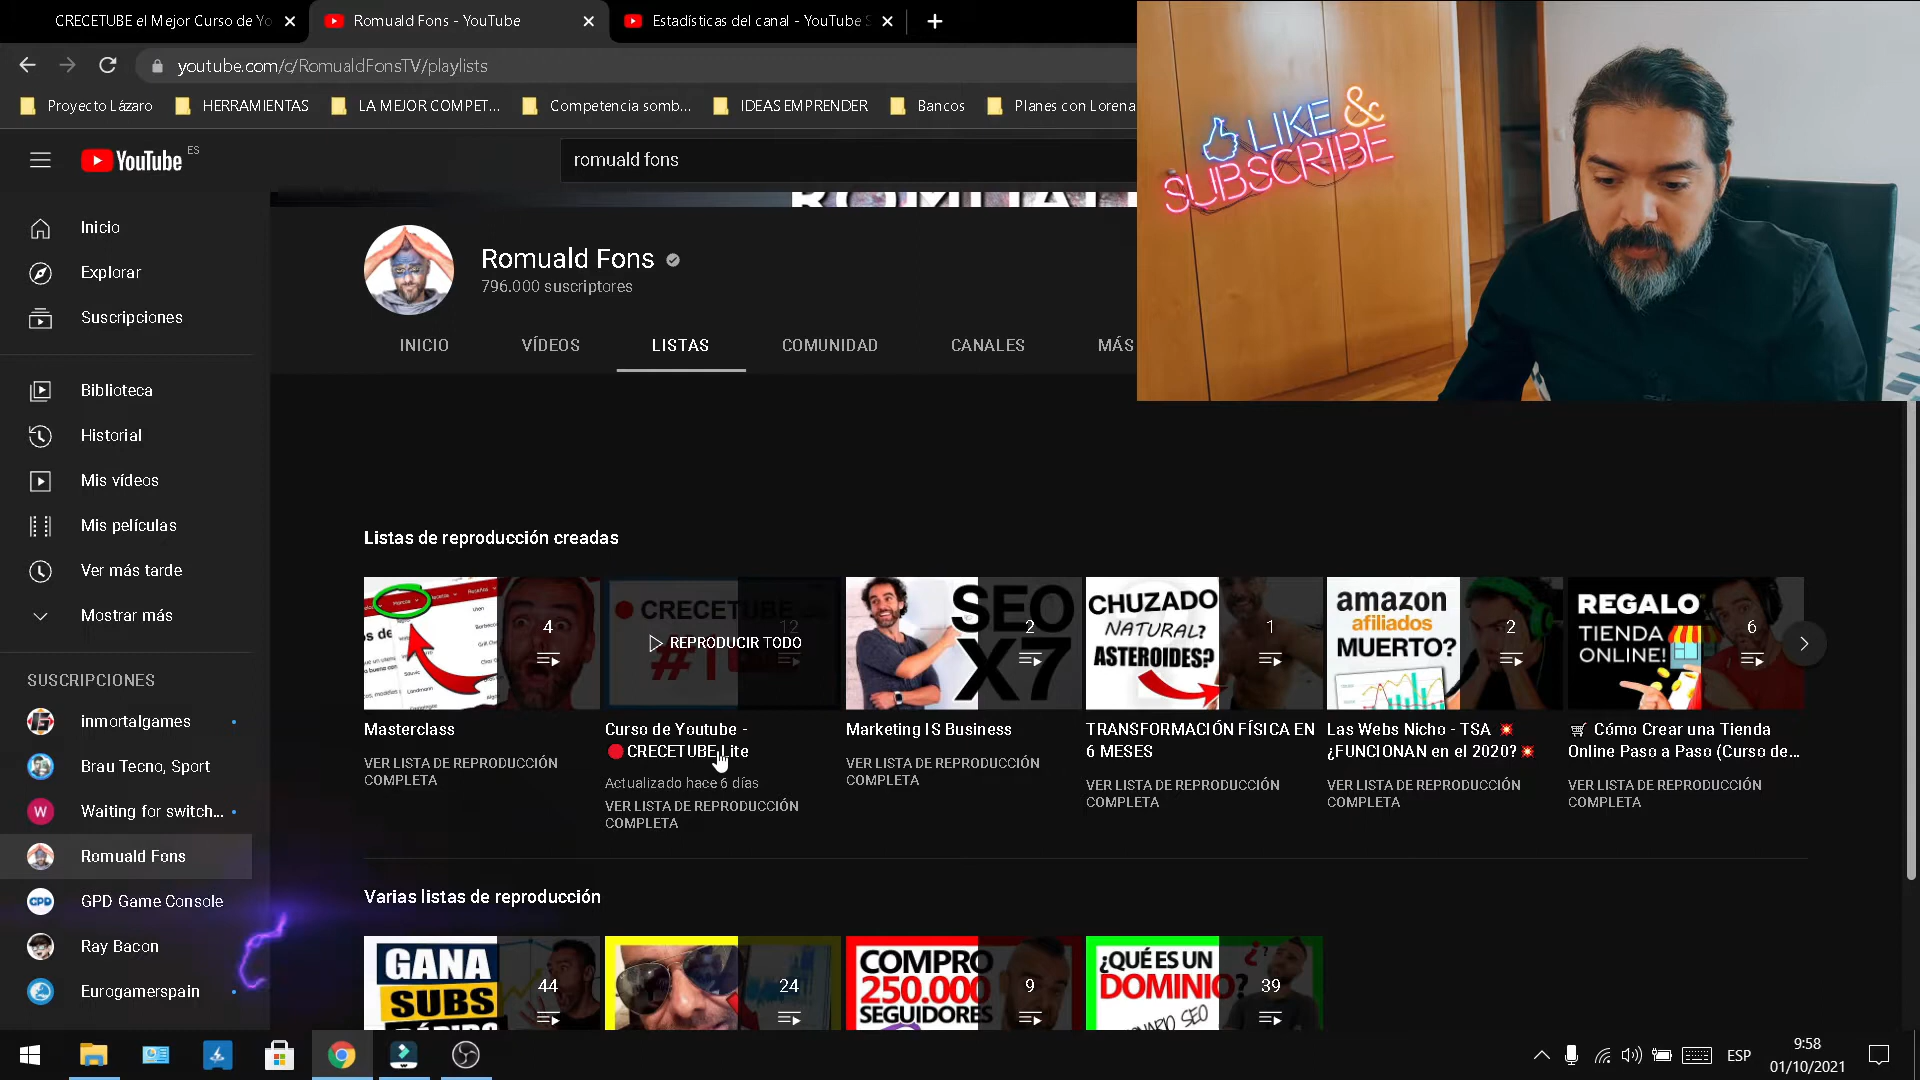 CRECETUBE el Mejor Curso de Yo
Romuald Fons - YouTube
Estadísticas del canal - YouTube S
youtube.com/c/RomualdFonsTV/playlists
Proyecto Lázaro
HERRAMIENTAS
LA MEJOR COMPET...
Competencia somb...
IDEAS EMPRENDER
Bancos
Planes con Lorena
LIKE &
SUBSCRIBE
YouTube ES
romuald fons
Inicio
Explorar
Suscripciones
Biblioteca
Historial
Mis vídeos
Mis películas
Ver más tarde
Mostrar más
SUSCRIPCIONES
inmortalgames
Brau Tecno, Sport
W
Waiting for switch...
Romuald Fons
GPD
GPD Game Console
Ray Bacon
Eurogamerspain
Romuald Fons
796.000 suscriptores
INICIO
VÍDEOS
LISTAS
COMUNIDAD
CANALES
MÁS
Listas de reproducción creadas
4
Masterclass
VER LISTA DE REPRODUCCIÓN
COMPLETA
CRECETUBE
12
REPRODUCIR TODO
Curso de Youtube -
🔴CRECETUBE Lite
Actualizado hace 6 días
VER LISTA DE REPRODUCCIÓN
COMPLETA
SEO
X7
2
Marketing IS Business
VER LISTA DE REPRODUCCIÓN
COMPLETA
CHUZADO
NATURAL?
ASTEROIDES?
1
TRANSFORMACIÓN FÍSICA EN
6 MESES
VER LISTA DE REPRODUCCIÓN
COMPLETA
amazon
afiliados
MUERTO?
2
Las Webs Nicho - TSA 💥
¿FUNCIONAN en el 2020?💥
VER LISTA DE REPRODUCCIÓN
COMPLETA
REGALO
TIENDA
ONLINE!
6
🛒 Cómo Crear una Tienda
Online Paso a Paso (Curso de...
VER LISTA DE REPRODUCCIÓN
COMPLETA
Varias listas de reproducción
GANA
SUBS
RÁPIDO
44
24
COMPRO
250.000
SEGUIDORES
9
¿QUÉ ES UN
DOMINIO?
39
ESP
9:58
01/10/2021